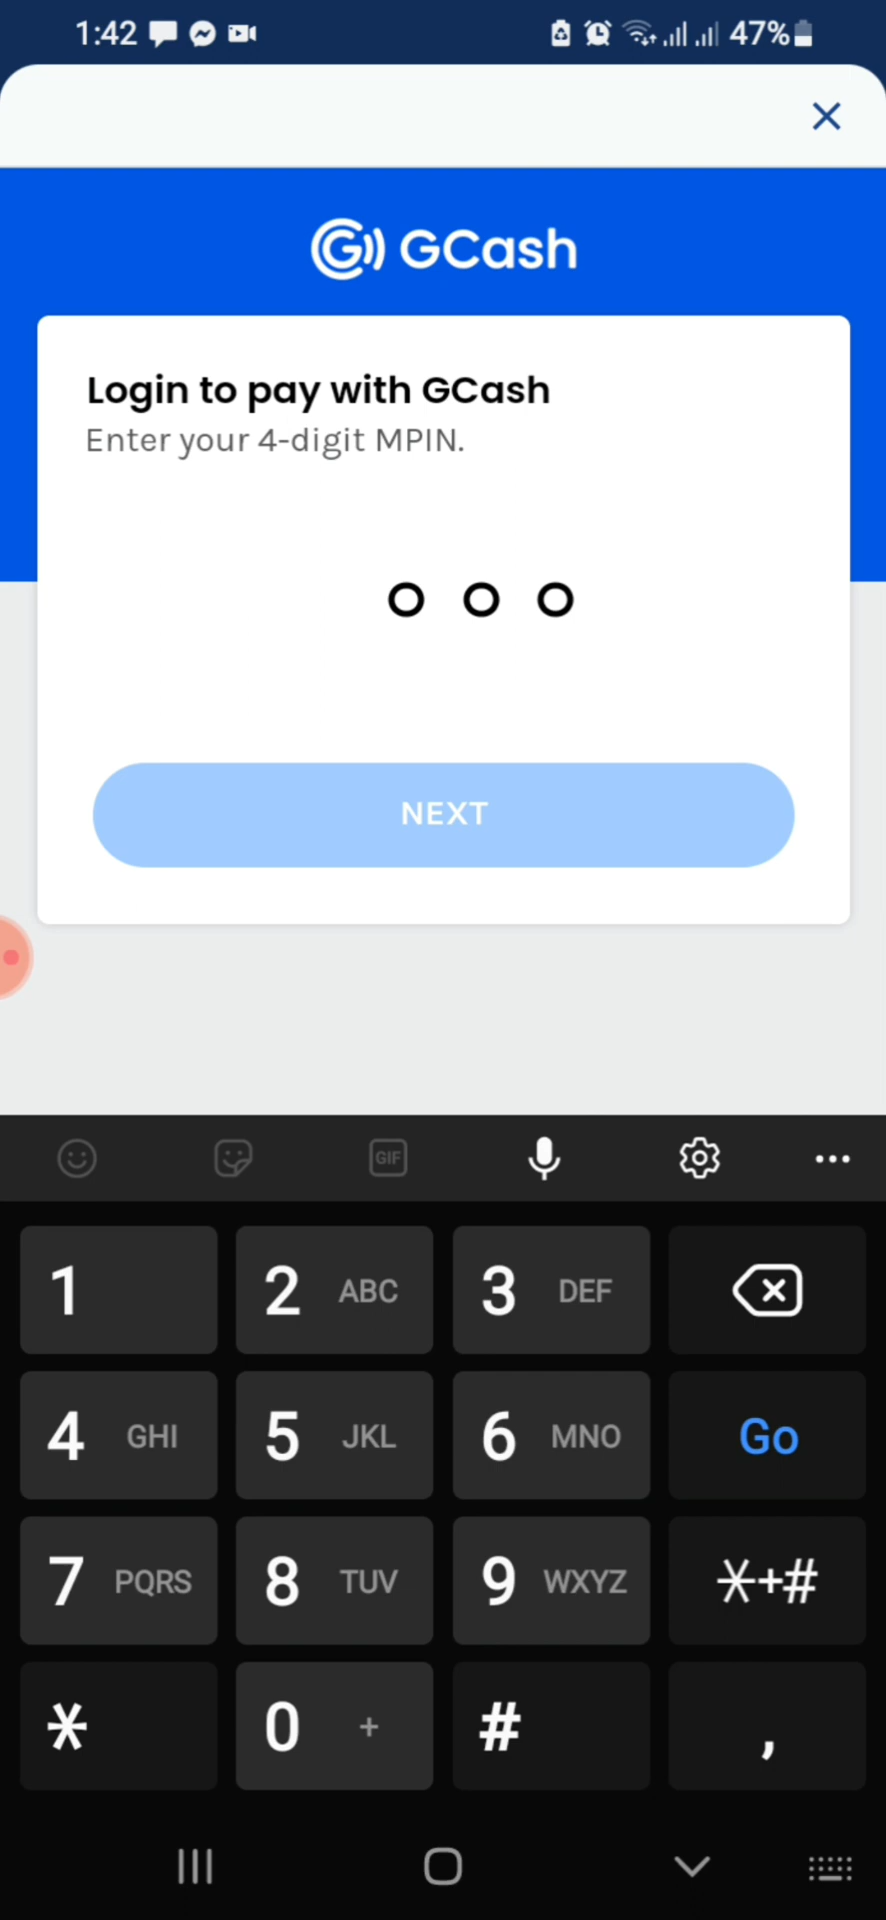 1:42
47%
GCash
Login to pay with GCash
Enter your 4-digit MPIN.
NEXT
GIF
1
2 ABC
3 DEF
4 GHI
5 JKL
6 MNO
Go
7 PQRS
8 TUV
9 WXYZ
*+#
*
0 +
#
,